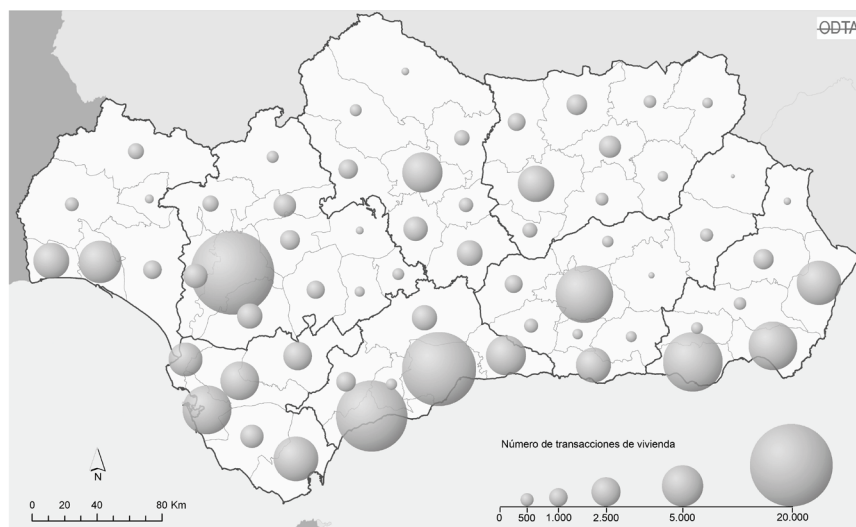 ODTA
Número de transacciones de vivienda
N
0 20 40 80 Km
0 500 1.000 2.500 5.000 20.000